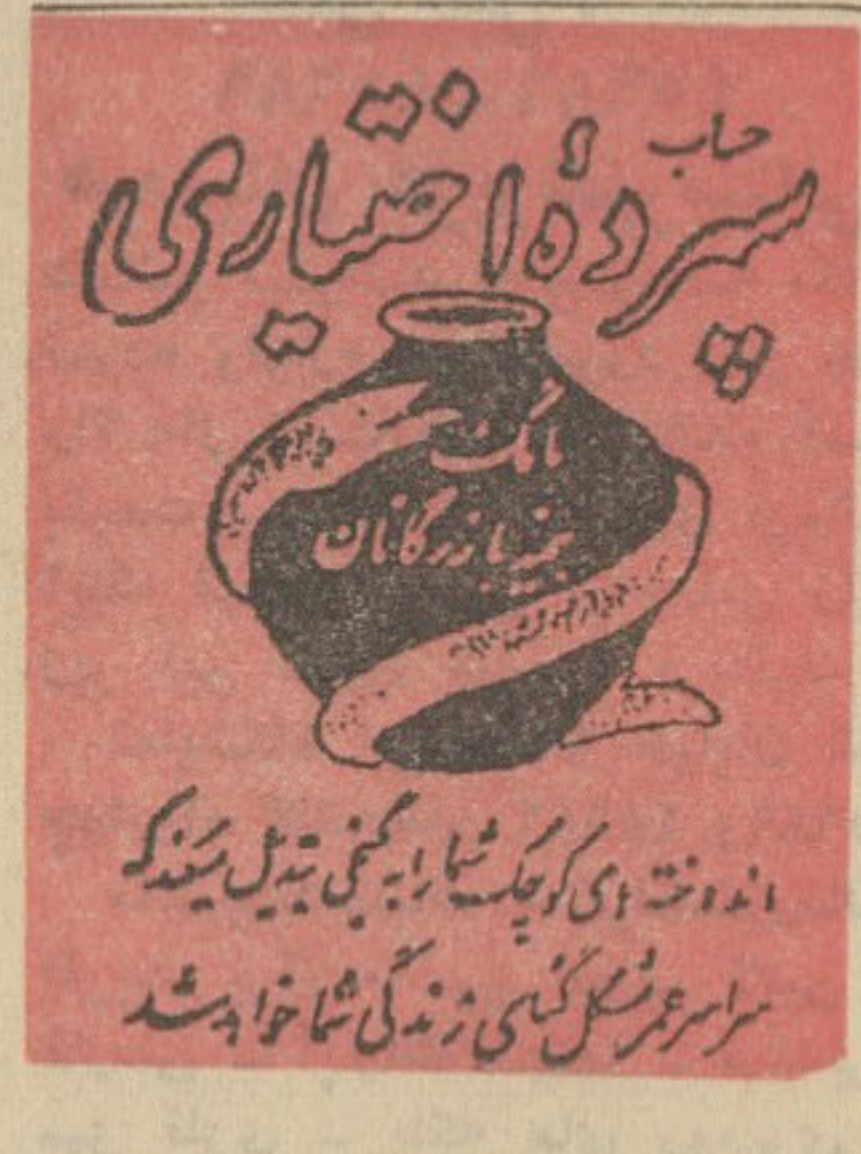 حساب
سپردهٔ اختیاری
بانک
بیمه بازرگانان
اندوخته های کوچک شما را به گنجی تبدیل میکند که
سراسر عمر مشکل گشای زندگی شما خواهد شد